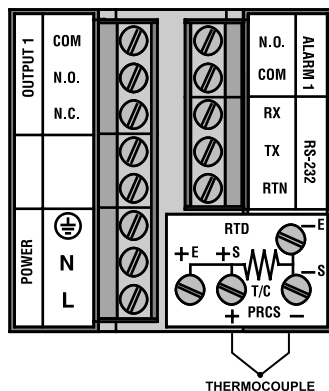 OUTPUT 1
COM
N.O.
N.C.
POWER
N
L
N.O.
COM
ALARM 1
RX
TX
RTN
RS-232
RTD
−E
+E
+S
−S
T/C
+
PRCS
−
THERMOCOUPLE